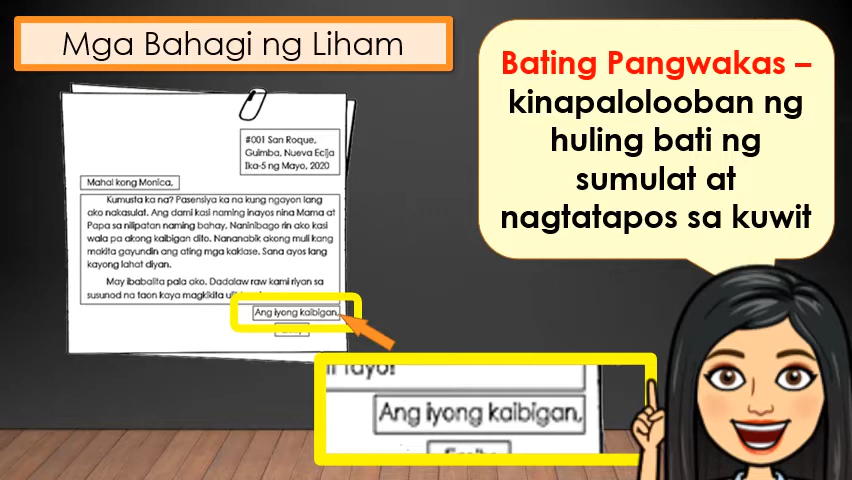 Mga Bahagi ng Liham
Bating Pangwakas –
kinapalolooban ng
huling bati ng
sumulat at
nagtatapos sa kuwit
#001 San Roque,
Guimba, Nueva Ecija
Ika-5 ng Mayo, 2020
Mahal kong Monica,
Kumusta ka na? Pasensiya ka na kung ngayon lang
ako nakasulat. Ang dami kasi naming inayos nina Mama at
Papa sa nilipatan naming bahay. Naninibago rin ako kasi
wala pa akong kaibigan dito. Nananabik akong muli kang
makita gayundin ang ating mga kaklase. Sana ayos lang
kayong lahat diyan.
May ibabalita pala ako. Dadalaw raw kami riyan sa
susunod na taon kaya magkikita
Ang iyong kaibigan,
tayo!
Ang iyong kaibigan,